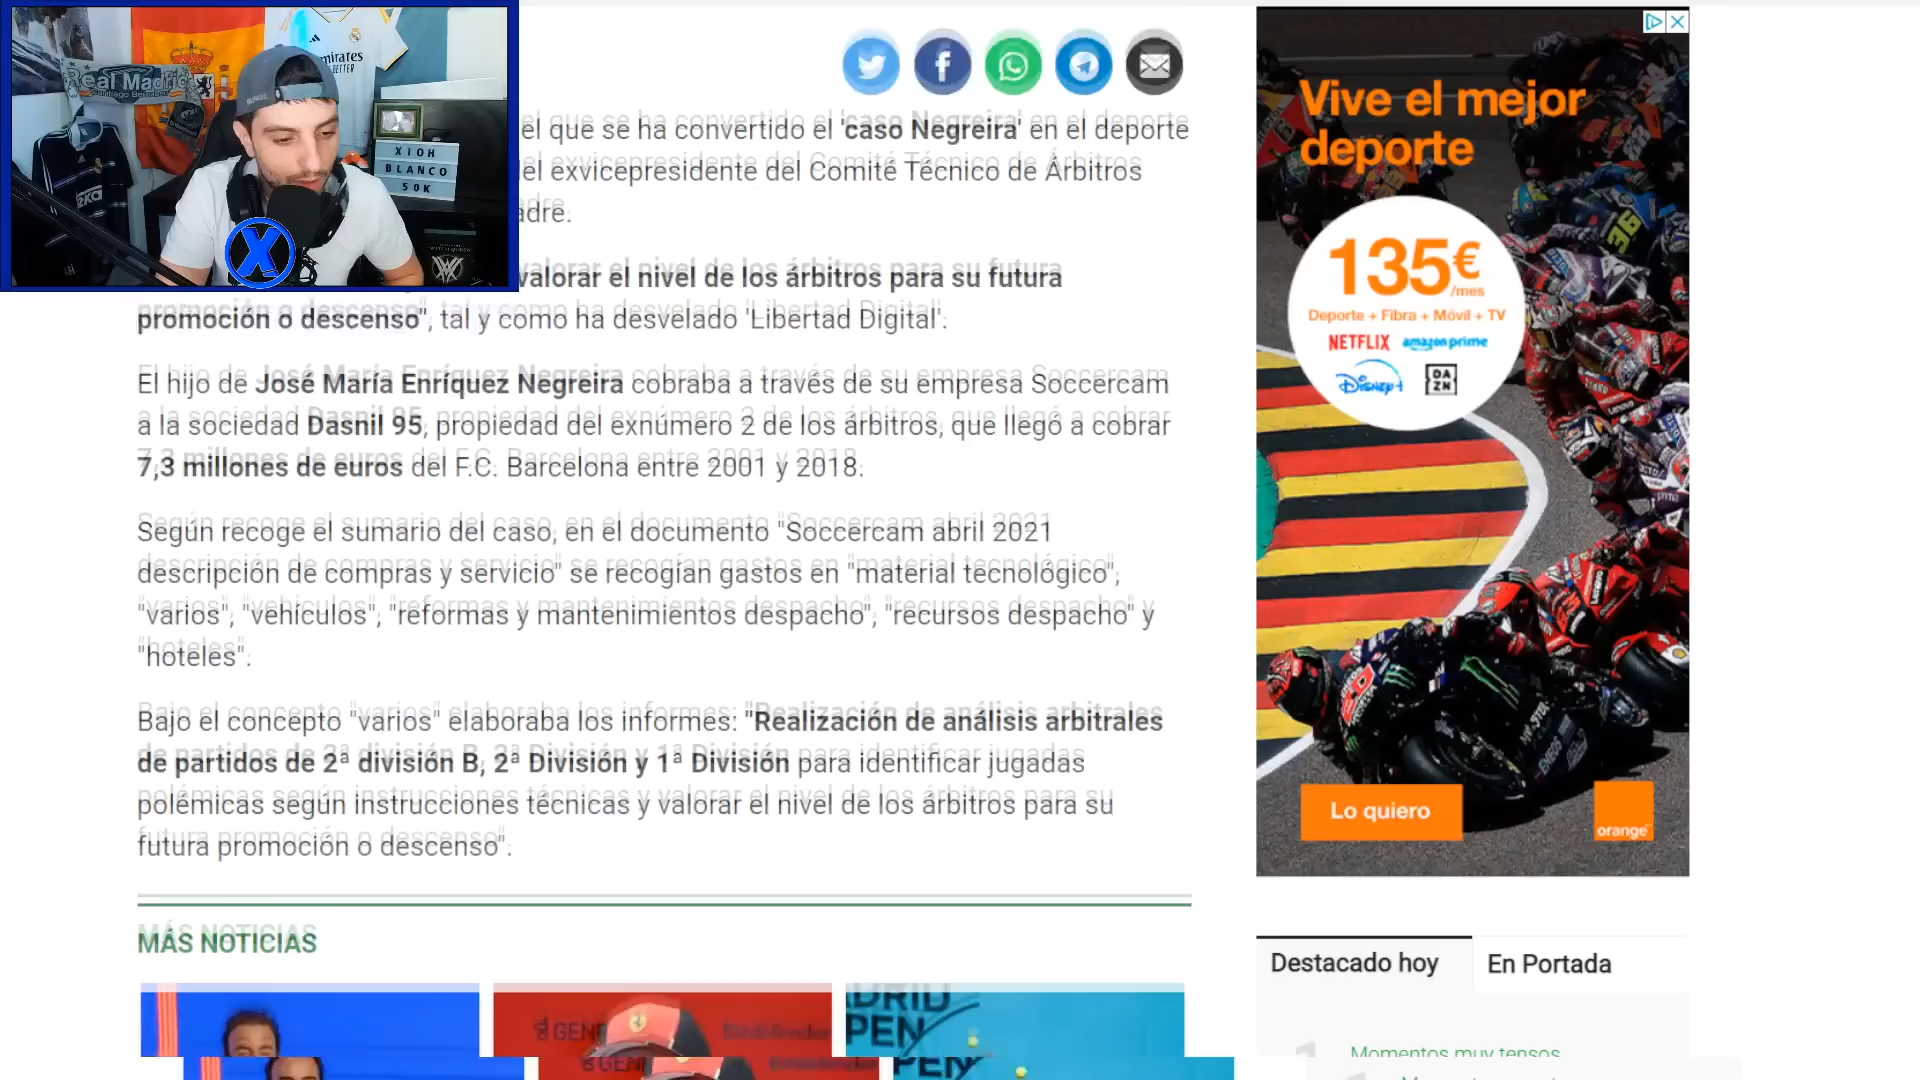 Real Madrid
Santiago Bernabeu
mirates
BETTER
XIOH
BLANCO
50K
X
el que se ha convertido el 'caso Negreira' en el deporte
el exvicepresidente del Comité Técnico de Árbitros
adre.
valorar el nivel de los árbitros para su futura
promoción o descenso", tal y como ha desvelado 'Libertad Digital'.
El hijo de José María Enríquez Negreira cobraba a través de su empresa Soccercam
a la sociedad Dasnil 95, propiedad del exnúmero 2 de los árbitros, que llegó a cobrar
7,3 millones de euros del F.C. Barcelona entre 2001 y 2018.
Según recoge el sumario del caso, en el documento "Soccercam abril 2021
descripción de compras y servicio" se recogían gastos en "material tecnológico",
"varios", "vehículos", "reformas y mantenimientos despacho", "recursos despacho" y
"hoteles".
Bajo el concepto "varios" elaboraba los informes: "Realización de análisis arbitrales
de partidos de 2ª división B, 2ª División y 1ª División para identificar jugadas
polémicas según instrucciones técnicas y valorar el nivel de los árbitros para su
futura promoción o descenso".
MÁS NOTICIAS
Vive el mejor
deporte
135€
/mes
Deporte + Fibra + Móvil + TV
NETFLIX amazon prime
Disney+ DAZN
36
Lo quiero
orange
Destacado hoy
En Portada
1 Momentos muy tensos